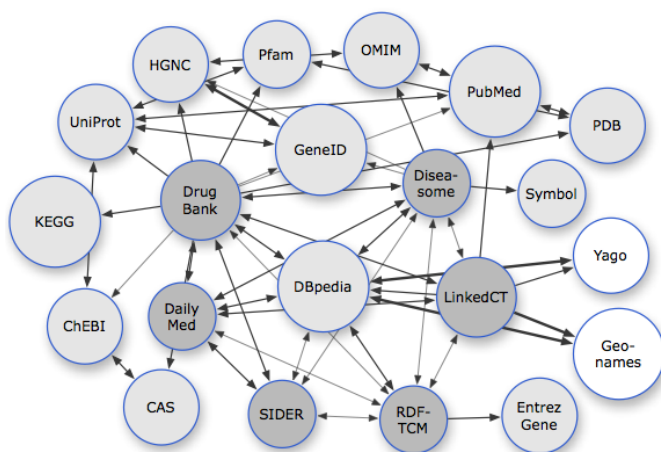 OMIM
Pfam
HGNC
PubMed
UniProt
PDB
GeneID
Disea-
some
Drug
Bank
Symbol
KEGG
Yago
DBpedia
LinkedCT
Daily
Med
ChEBI
Geo-
names
CAS
SIDER
RDF-
TCM
Entrez
Gene